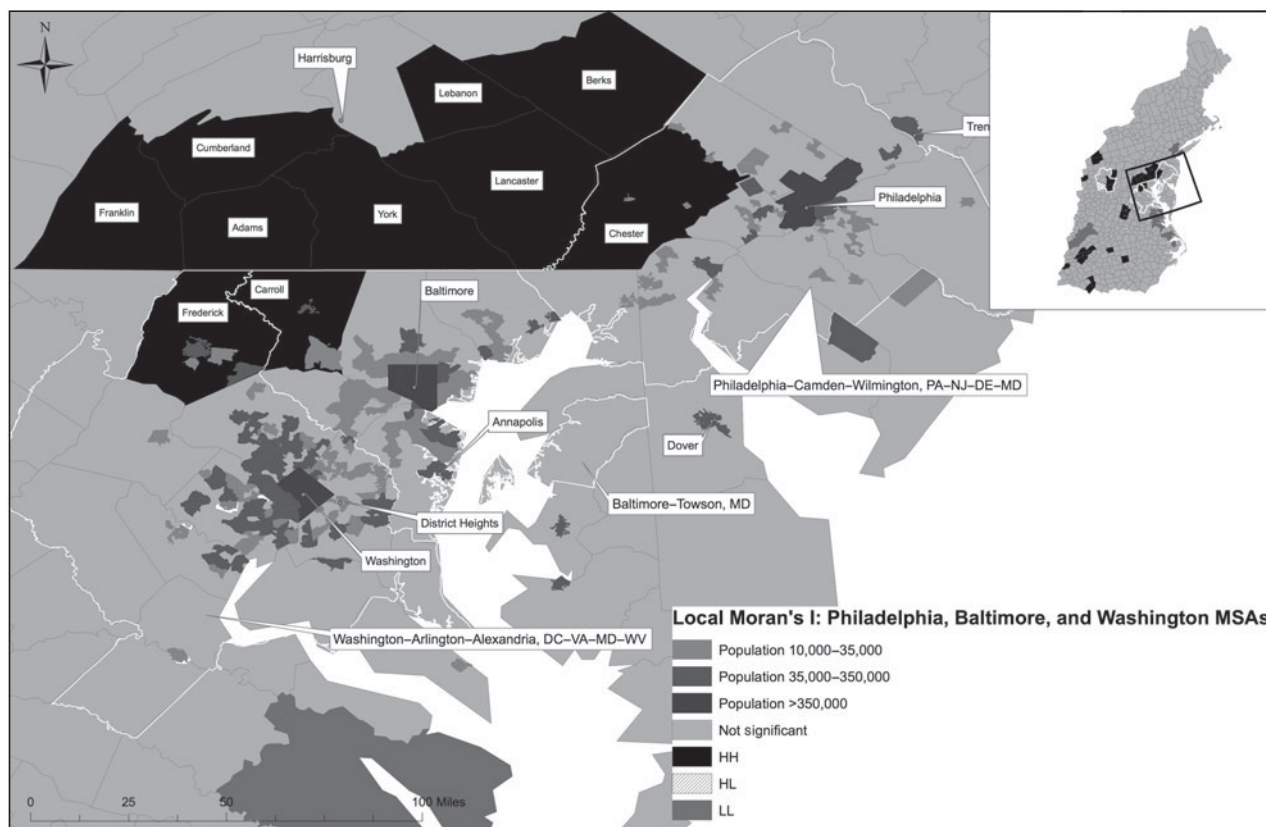 N
Harrisburg
Berks
Lebanon
Cumberland
Lancaster
Tren
Philadelphia
Franklin
York
Adams
Chester
Carroll
Baltimore
Frederick
Philadelphia–Camden–Wilmington, PA–NJ–DE–MD
Annapolis
Dover
Baltimore–Towson, MD
District Heights
Washington
Washington–Arlington–Alexandria, DC–VA–MD–WV
Local Moran's I: Philadelphia, Baltimore, and Washington MSAs
Population 10,000–35,000
Population 35,000–350,000
Population >350,000
Not significant
HH
HL
LL
0 25 50 100 Miles